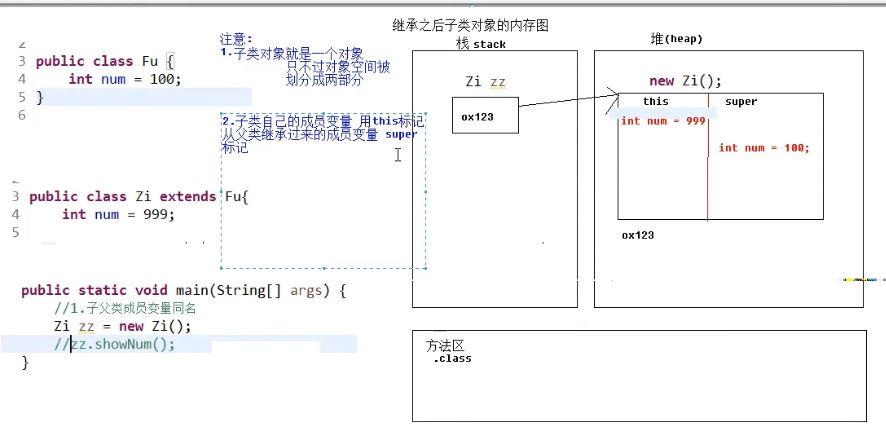 继承之后子类对象的内存图
2
3 public class Fu {
4 int num = 100;
5 }
6
注意:
1.子类对象就是一个对象
只不过对象空间被
划分成两部分
2.子类自己的成员变量 用this标记
从父类继承过来的成员变量 super
标记
3 public class Zi extends Fu{
4 int num = 999;
5
public static void main(String[] args) {
//1.子父类成员变量同名
Zi zz = new Zi();
//zz.showNum();
}
栈 stack
Zi zz
ox123
堆(heap)
new Zi();
this super
int num = 999
int num = 100;
ox123
方法区
.class